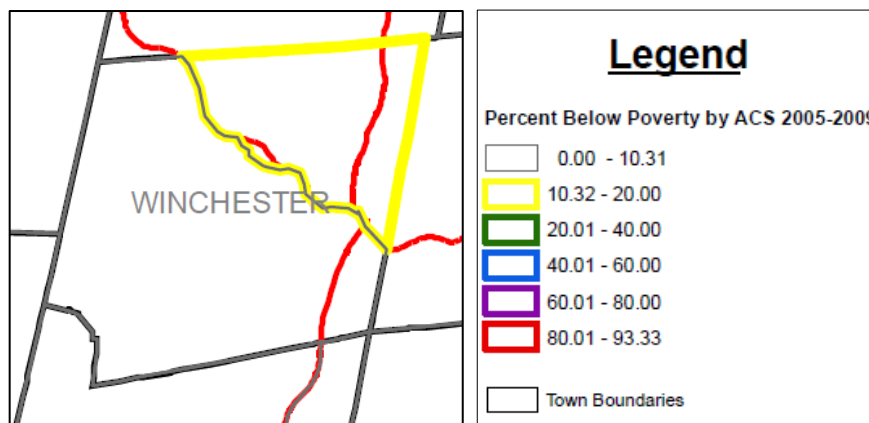 WINCHESTER
Legend
Percent Below Poverty by ACS 2005-2009
0.00 - 10.31
10.32 - 20.00
20.01 - 40.00
40.01 - 60.00
60.01 - 80.00
80.01 - 93.33
Town Boundaries